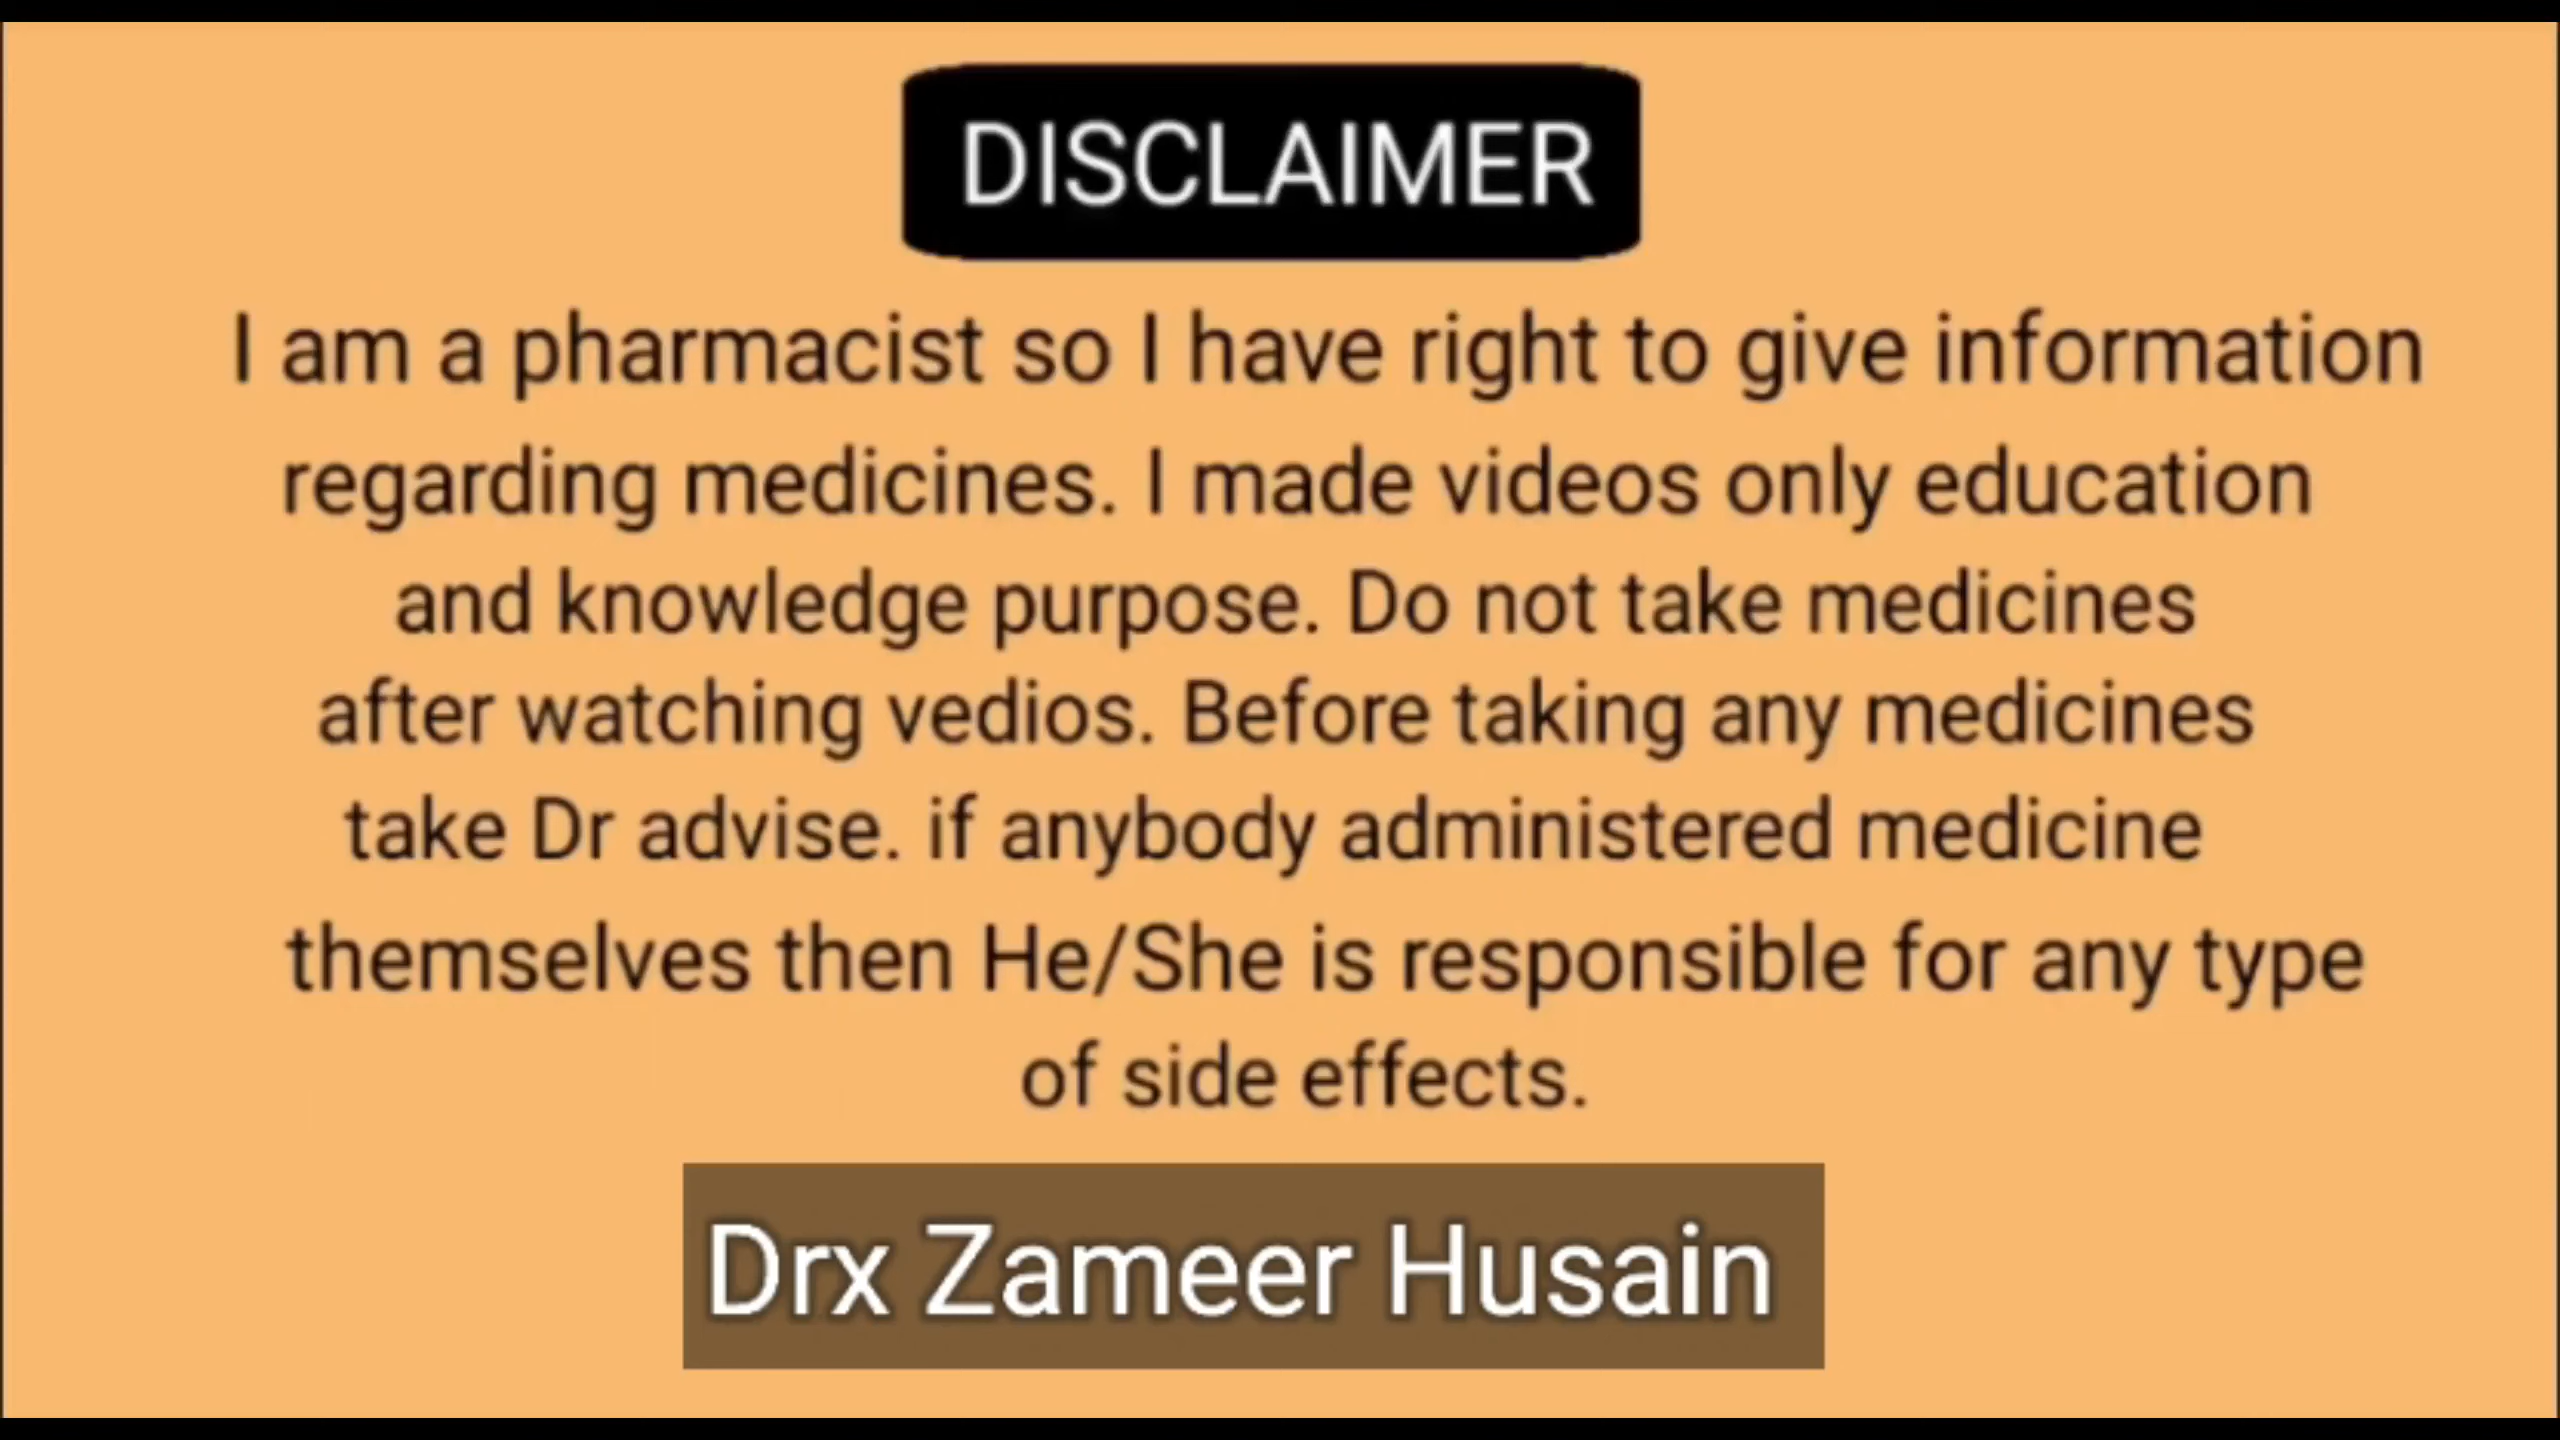 DISCLAIMER
I am a pharmacist so I have right to give information
regarding medicines. I made videos only education
and knowledge purpose. Do not take medicines
after watching vedios. Before taking any medicines
take Dr advise. if anybody administered medicine
themselves then He/She is responsible for any type
of side effects.
Drx Zameer Husain